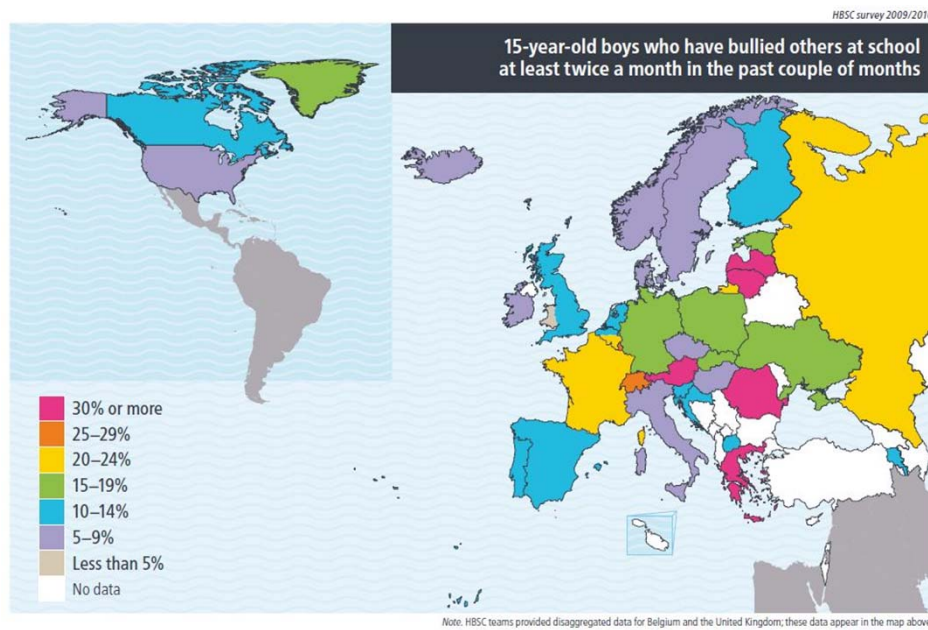 HBSC survey 2009/2010
15-year-old boys who have bullied others at school
at least twice a month in the past couple of months
30% or more
25–29%
20–24%
15–19%
10–14%
5–9%
Less than 5%
No data
Note. HBSC teams provided disaggregated data for Belgium and the United Kingdom; these data appear in the map above